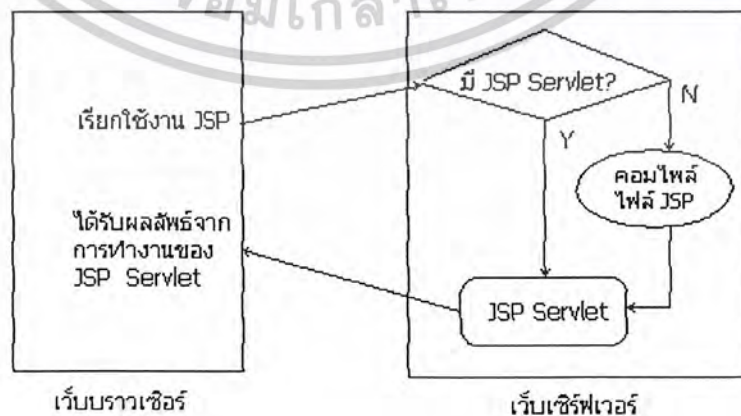 เรียกใช้งาน JSP
ได้รับผลลัพธ์จาก
การทำงานของ
JSP Servlet
มี JSP Servlet?
N
Y
คอมไพล์
ไฟล์ JSP
JSP Servlet
เว็บบราวเซอร์
เว็บเซิร์ฟเวอร์